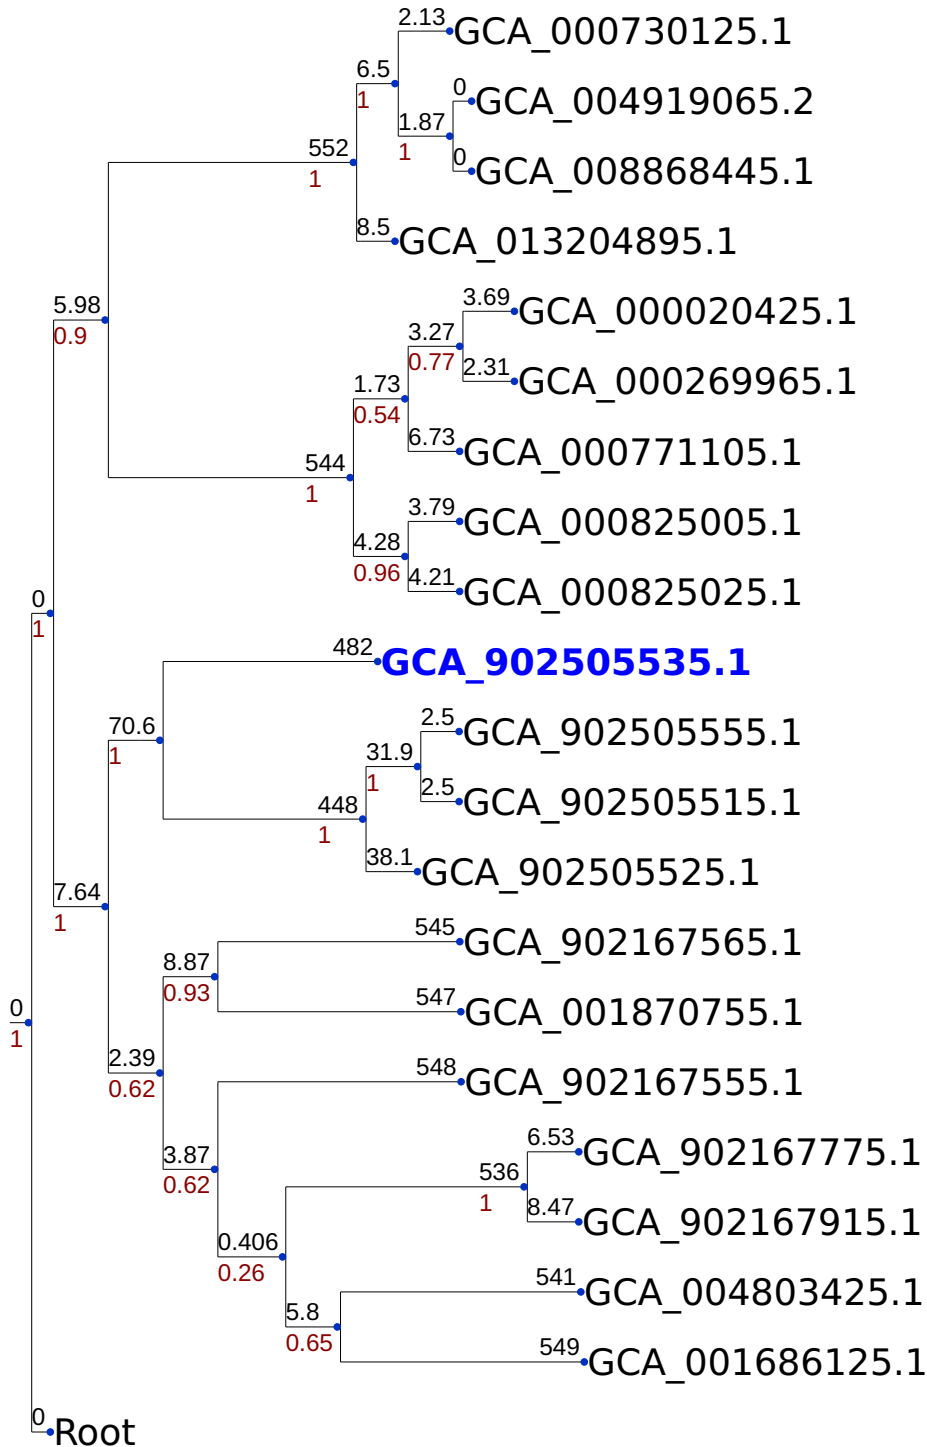 2.13
GCA_000730125.1
6.5
1
0
GCA_004919065.2
1.87
1
0
GCA_008868445.1
552
1
8.5
GCA_013204895.1
5.98
0.9
3.69
GCA_000020425.1
3.27
0.77
2.31
GCA_000269965.1
1.73
0.54
6.73
GCA_000771105.1
544
1
3.79
GCA_000825005.1
4.28
0.96
4.21
GCA_000825025.1
0
1
482
GCA_902505535.1
70.6
1
2.5
GCA_902505555.1
31.9
1
2.5
GCA_902505515.1
448
1
38.1
GCA_902505525.1
7.64
1
545
GCA_902167565.1
8.87
0.93
547
GCA_001870755.1
0
1
2.39
0.62
548
GCA_902167555.1
3.87
0.62
6.53
GCA_902167775.1
536
1
8.47
GCA_902167915.1
0.406
0.26
541
GCA_004803425.1
5.8
0.65
549
GCA_001686125.1
0
Root